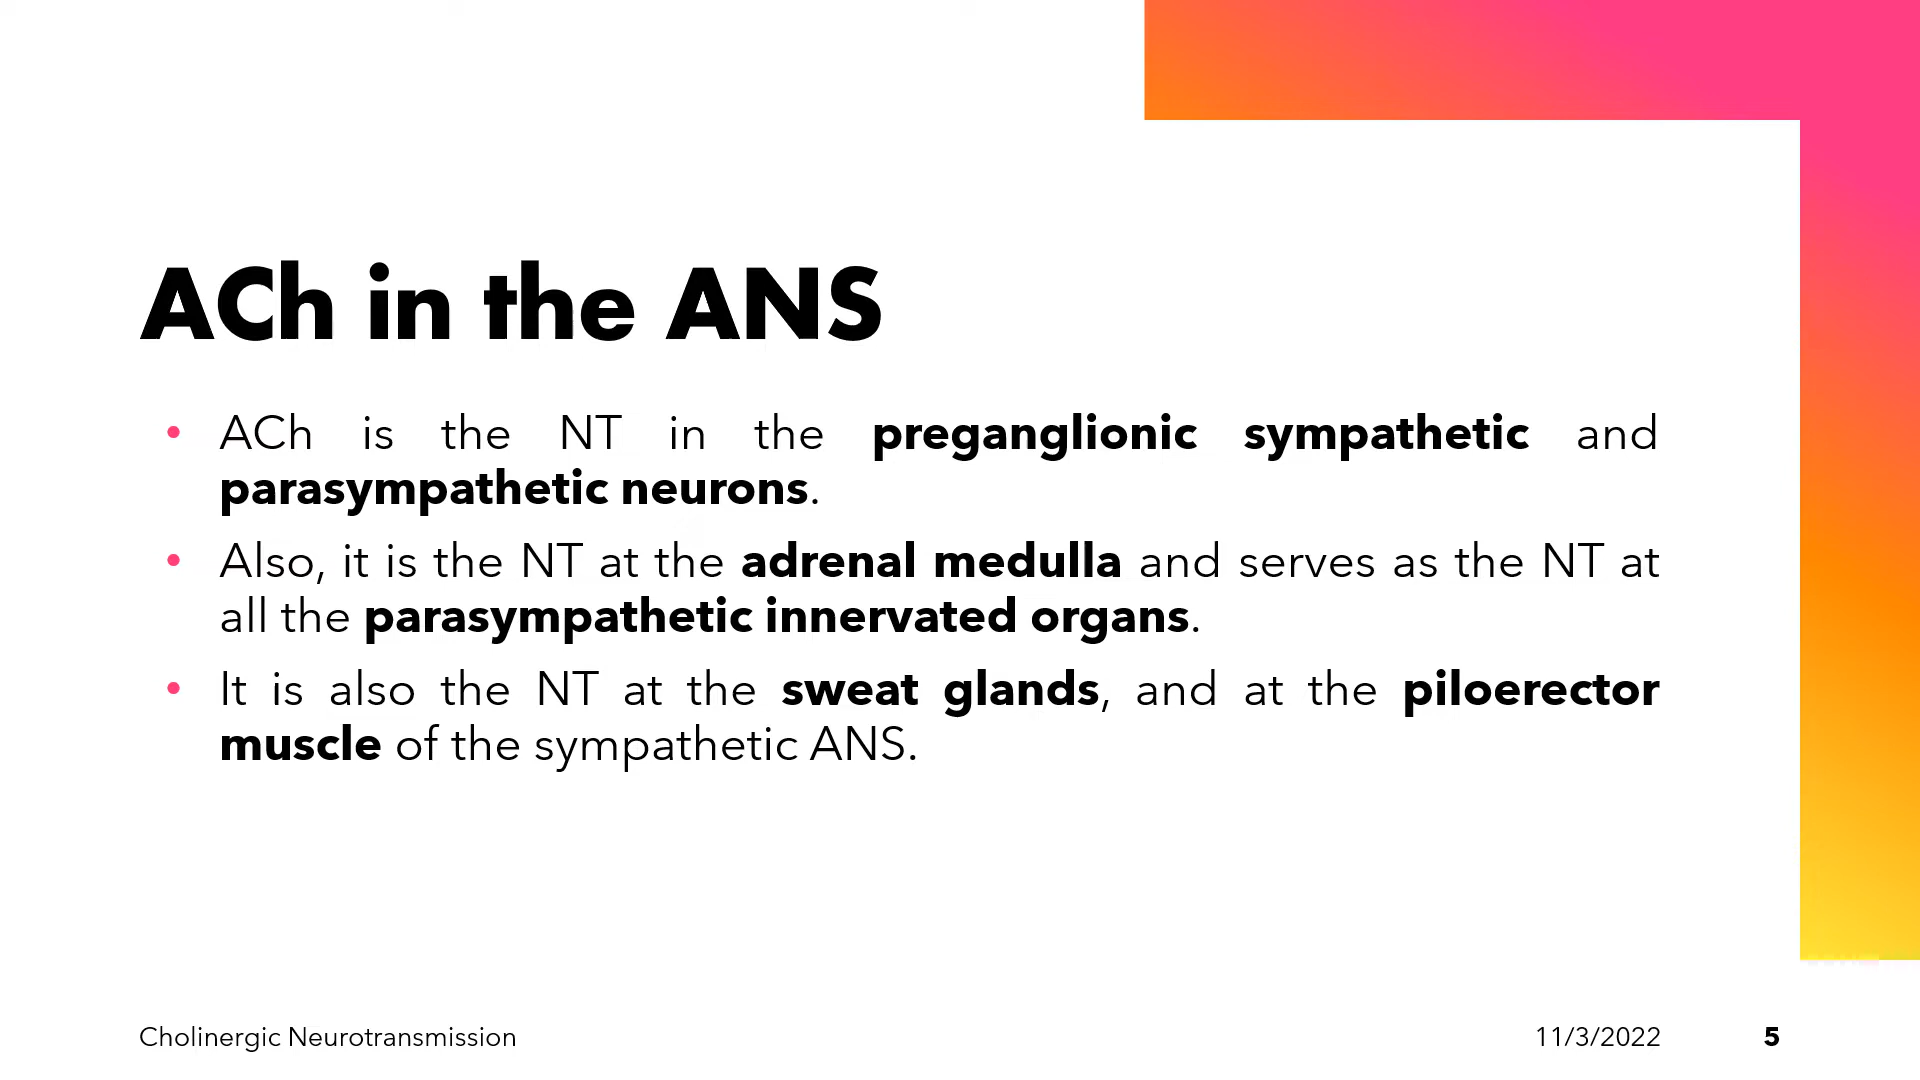 ACh in the ANS
• ACh is the NT in the preganglionic sympathetic and
parasympathetic neurons.
• Also, it is the NT at the adrenal medulla and serves as the NT at
all the parasympathetic innervated organs.
• It is also the NT at the sweat glands, and at the piloerector
muscle of the sympathetic ANS.
Cholinergic Neurotransmission 11/3/2022 5